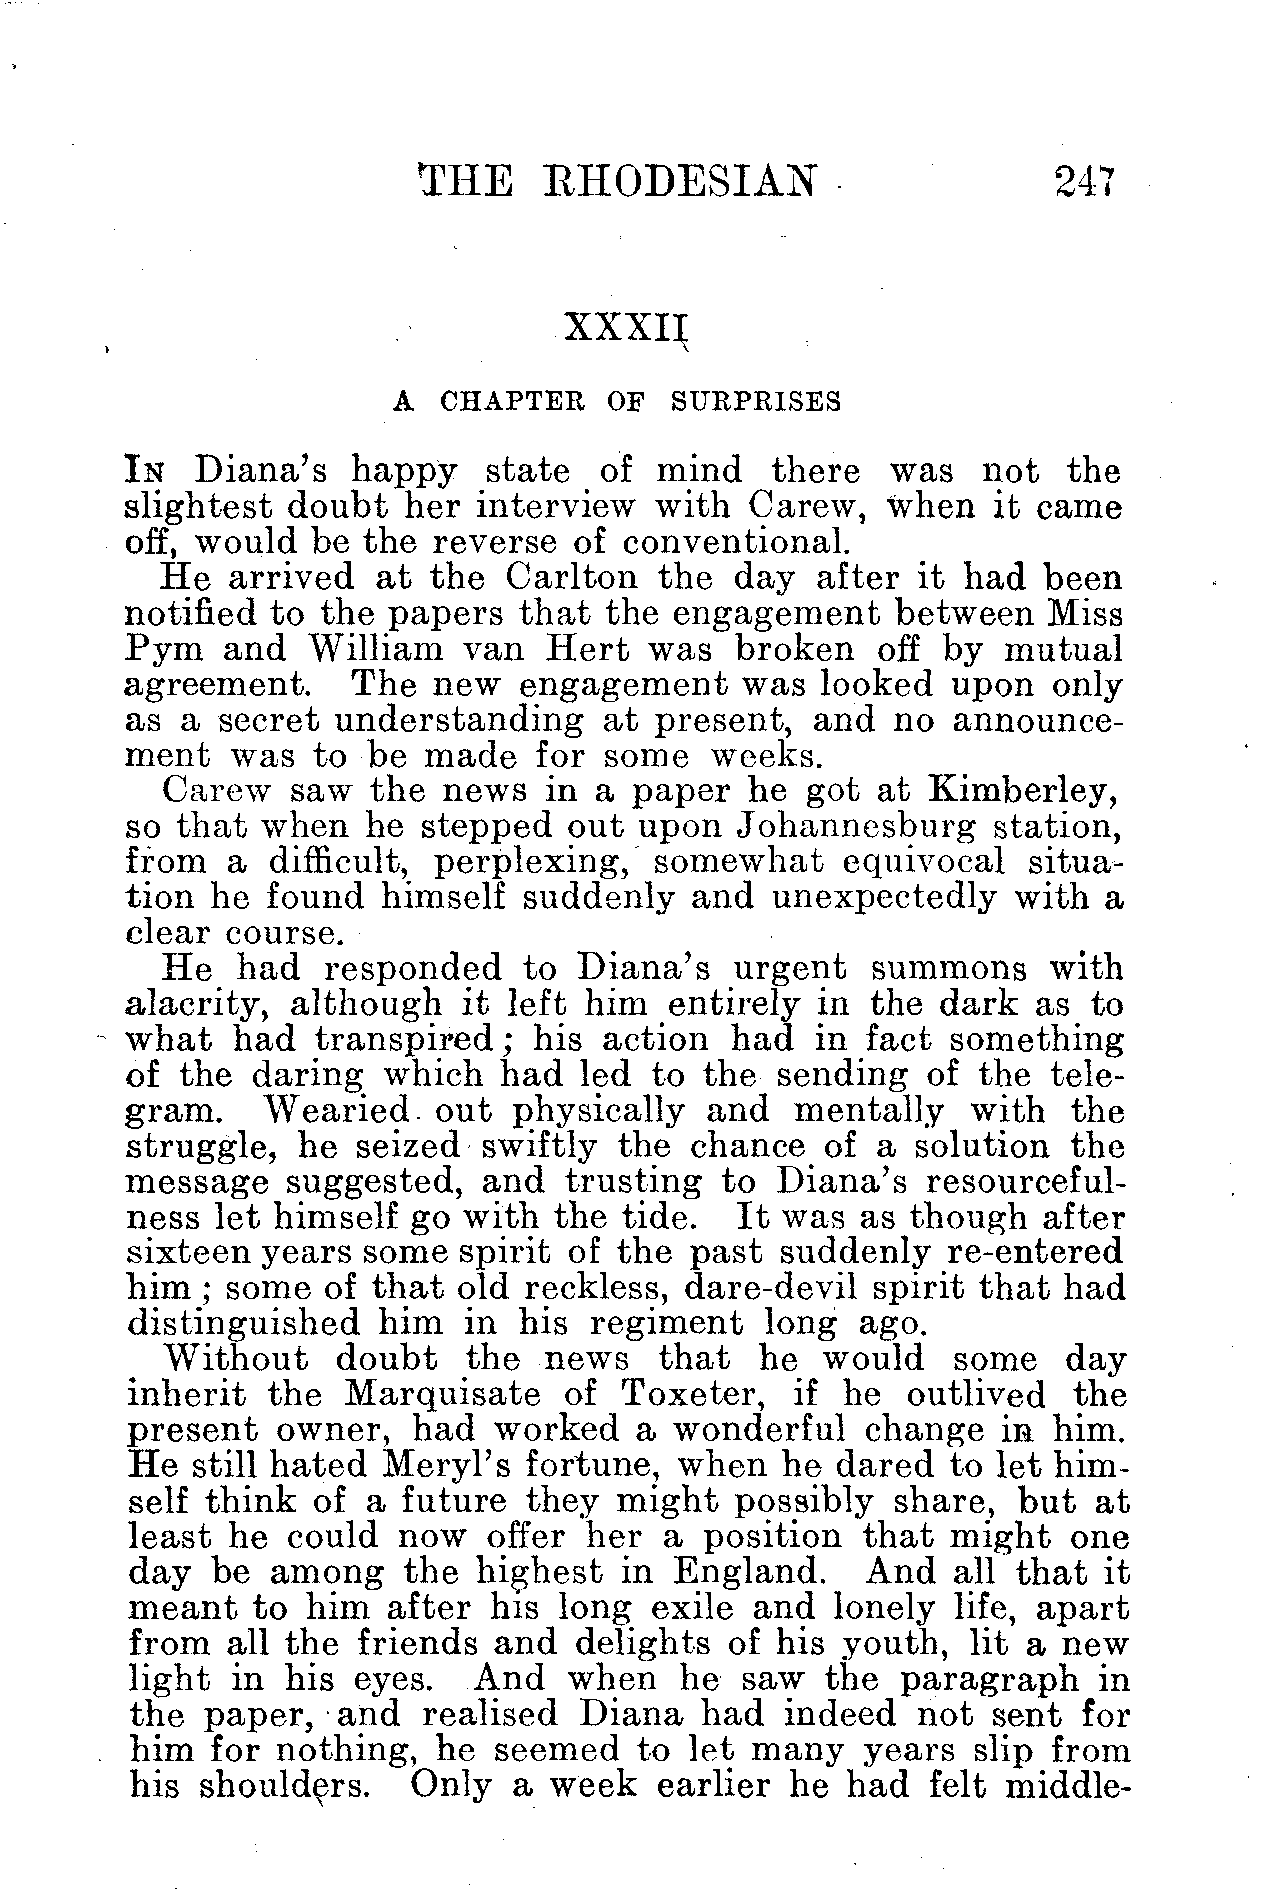 THE RHODESIAN 247
XXXII
A CHAPTER OF SURPRISES
IN Diana's happy state of mind there was not the
slightest doubt her interview with Carew, when it came
off, would be the reverse of conventional.
He arrived at the Carlton the day after it had been
notified to the papers that the engagement between Miss
Pym and William van Hert was broken off by mutual
agreement. The new engagement was looked upon only
as a secret understanding at present, and no announce-
ment was to be made for some weeks.
Carew saw the news in a paper he got at Kimberley,
so that when he stepped out upon Johannesburg station,
from a difficult, perplexing, somewhat equivocal situa-
tion he found himself suddenly and unexpectedly with a
clear course.
He had responded to Diana's urgent summons with
alacrity, although it left him entirely in the dark as to
what had transpired; his action had in fact something
of the daring which had led to the sending of the tele-
gram. Wearied out physically and mentally with the
struggle, he seized swiftly the chance of a solution the
message suggested, and trusting to Diana's resourceful-
ness let himself go with the tide. It was as though after
sixteen years some spirit of the past suddenly re-entered
him; some of that old reckless, dare-devil spirit that had
distinguished him in his regiment long ago.
Without doubt the news that he would some day
inherit the Marquisate of Toxeter, if he outlived the
present owner, had worked a wonderful change in him.
He still hated Meryl's fortune, when he dared to let him-
self think of a future they might possibly share, but at
least he could now offer her a position that might one
day be among the highest in England. And all that it
meant to him after his long exile and lonely life, apart
from all the friends and delights of his youth, lit a new
light in his eyes. And when he saw the paragraph in
the paper, and realised Diana had indeed not sent for
him for nothing, he seemed to let many years slip from
his shoulders. Only a week earlier he had felt middle-